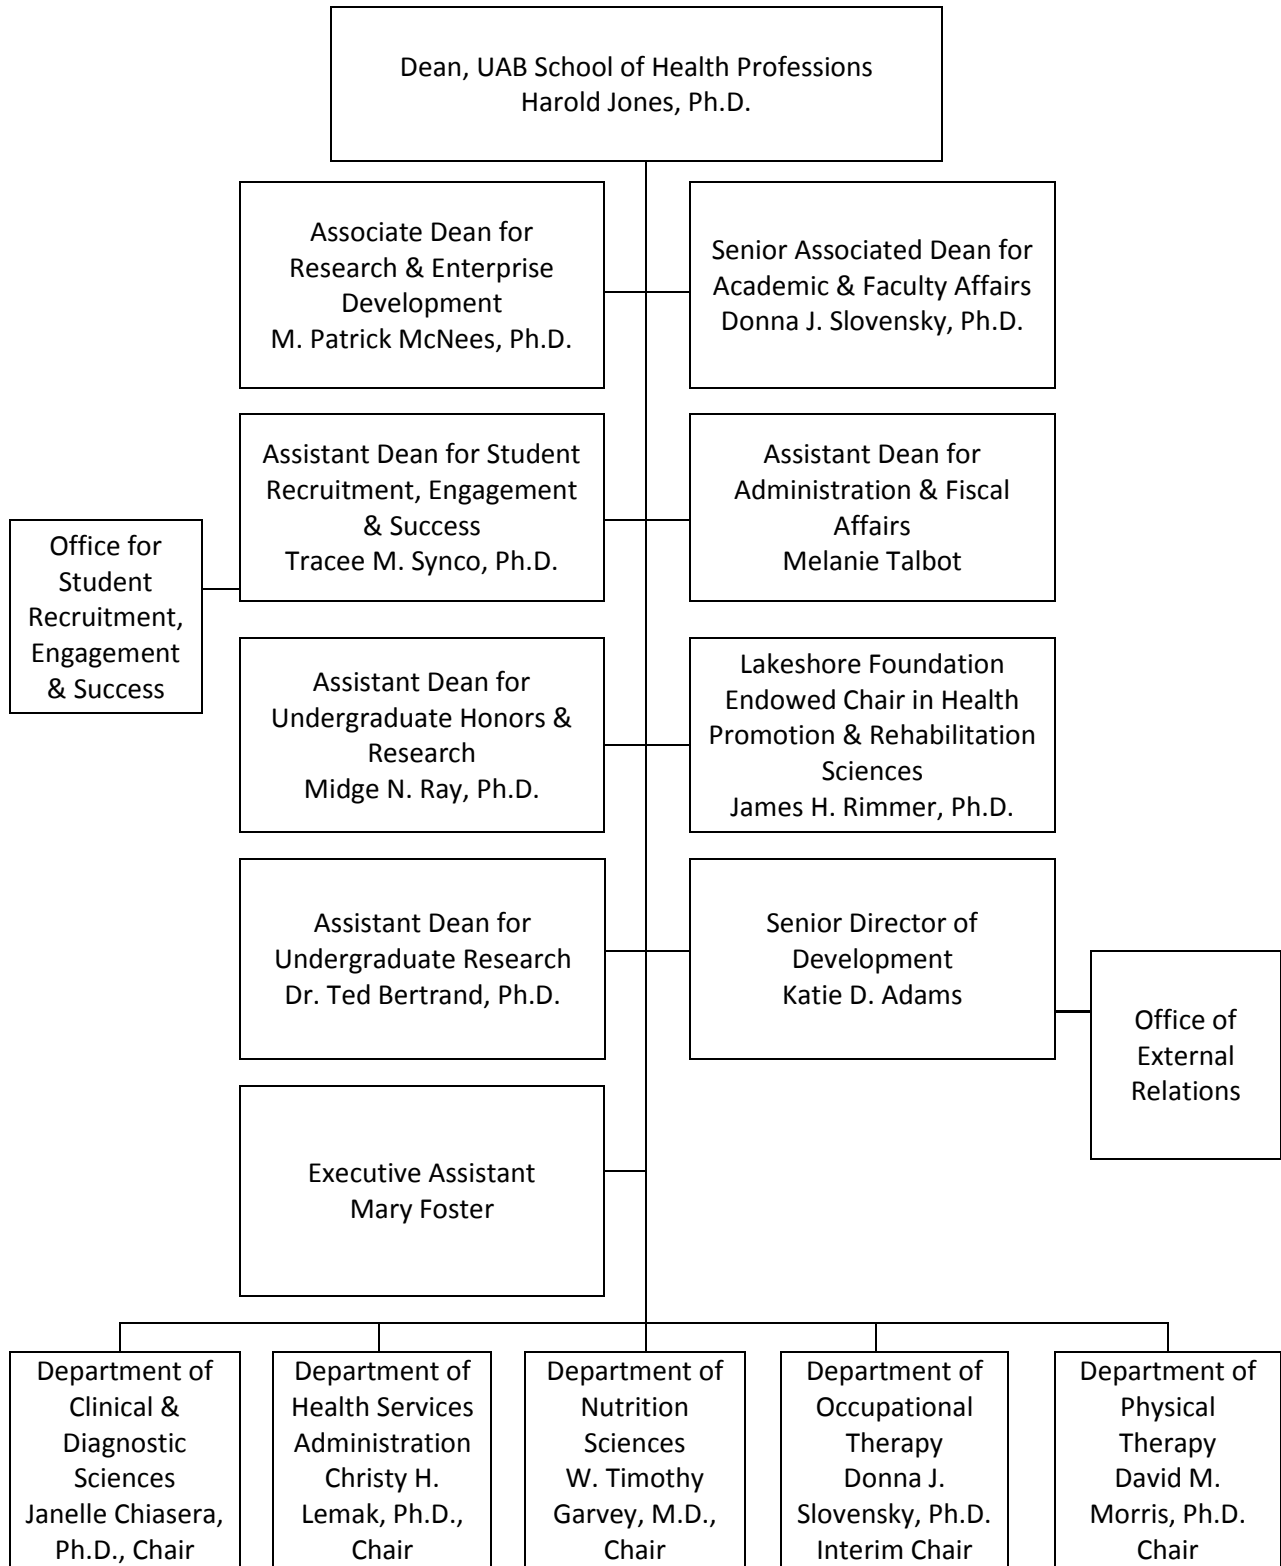 Dean, UAB School of Health Professions
Harold Jones, Ph.D.
Associate Dean for
Research & Enterprise
Development
M. Patrick McNees, Ph.D.
Senior Associated Dean for
Academic & Faculty Affairs
Donna J. Slovensky, Ph.D.
Assistant Dean for Student
Recruitment, Engagement
& Success
Tracee M. Synco, Ph.D.
Assistant Dean for
Administration & Fiscal
Affairs
Melanie Talbot
Office for
Student
Recruitment,
Engagement
& Success
Assistant Dean for
Undergraduate Honors &
Research
Midge N. Ray, Ph.D.
Lakeshore Foundation
Endowed Chair in Health
Promotion & Rehabilitation
Sciences
James H. Rimmer, Ph.D.
Assistant Dean for
Undergraduate Research
Dr. Ted Bertrand, Ph.D.
Senior Director of
Development
Katie D. Adams
Office of
External
Relations
Executive Assistant
Mary Foster
Department of
Clinical &
Diagnostic
Sciences
Janelle Chiasera,
Ph.D., Chair
Department of
Health Services
Administration
Christy H.
Lemak, Ph.D.,
Chair
Department of
Nutrition
Sciences
W. Timothy
Garvey, M.D.,
Chair
Department of
Occupational
Therapy
Donna J.
Slovensky, Ph.D.
Interim Chair
Department of
Physical
Therapy
David M.
Morris, Ph.D.
Chair